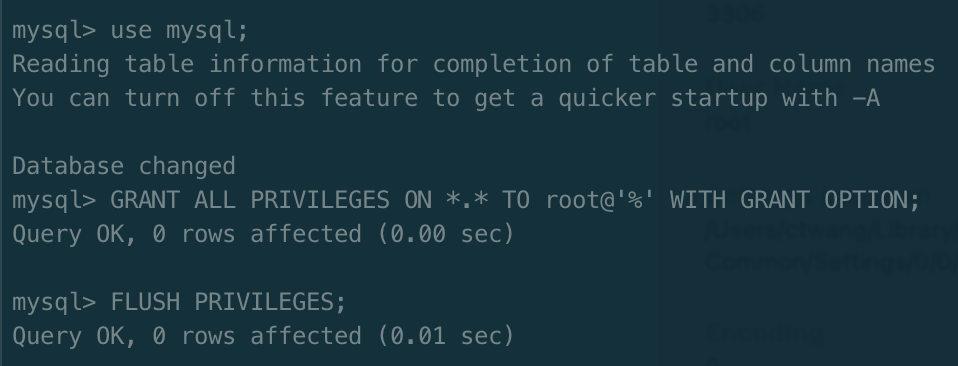 mysql> use mysql;
Reading table information for completion of table and column names
You can turn off this feature to get a quicker startup with -A
Database changed
mysql> GRANT ALL PRIVILEGES ON *.* TO root@'%' WITH GRANT OPTION;
Query OK, 0 rows affected (0.00 sec)
mysql> FLUSH PRIVILEGES;
Query OK, 0 rows affected (0.01 sec)